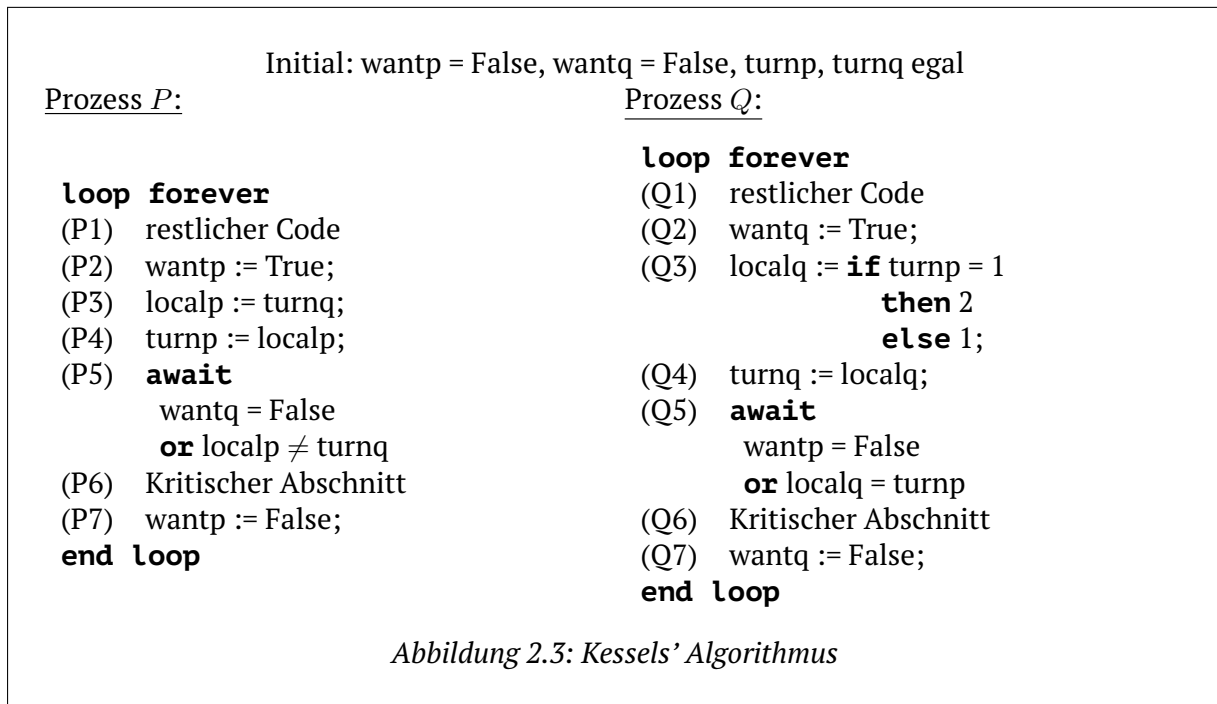 Initial: wantp = False, wantq = False, turnp, turnq egal
Prozess P:
loop forever
(P1) restlicher Code
(P2) wantp := True;
(P3) localp := turnq;
(P4) turnp := localp;
(P5) await
wantq = False
or localp ≠ turnq
(P6) Kritischer Abschnitt
(P7) wantp := False;
end loop
Prozess Q:
loop forever
(Q1) restlicher Code
(Q2) wantq := True;
(Q3) localq := if turnp = 1
then 2
else 1;
(Q4) turnq := localq;
(Q5) await
wantp = False
or localq = turnp
(Q6) Kritischer Abschnitt
(Q7) wantq := False;
end loop
Abbildung 2.3: Kessels’ Algorithmus